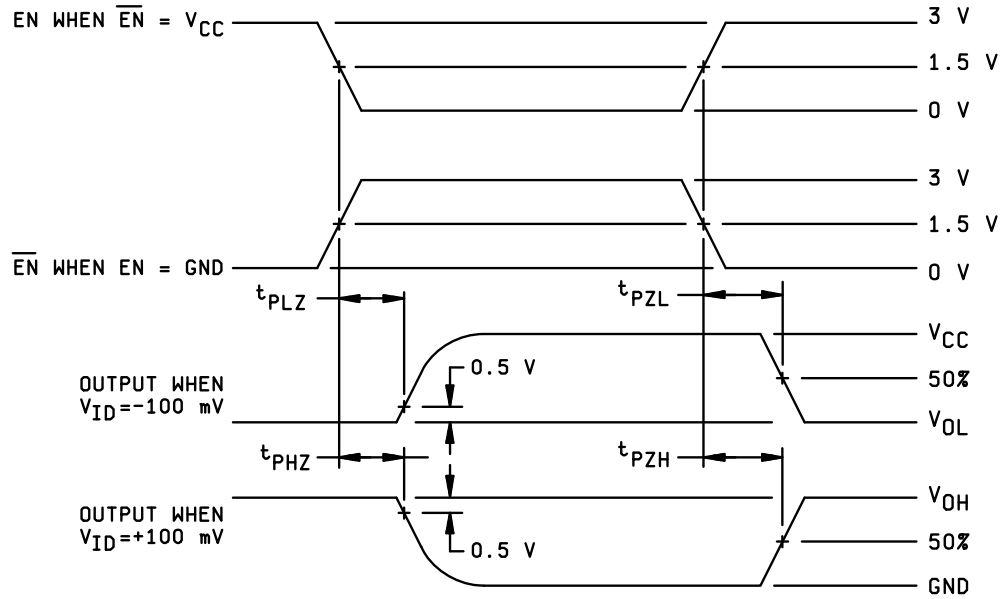 EN WHEN E̅N̅ = VCC
3 V
1.5 V
0 V
3 V
1.5 V
E̅N̅ WHEN EN = GND
0 V
tPLZ
tPZL
VCC
0.5 V
OUTPUT WHEN
VID=-100 mV
50%
VOL
tPHZ
tPZH
VOH
OUTPUT WHEN
VID=+100 mV
50%
0.5 V
GND